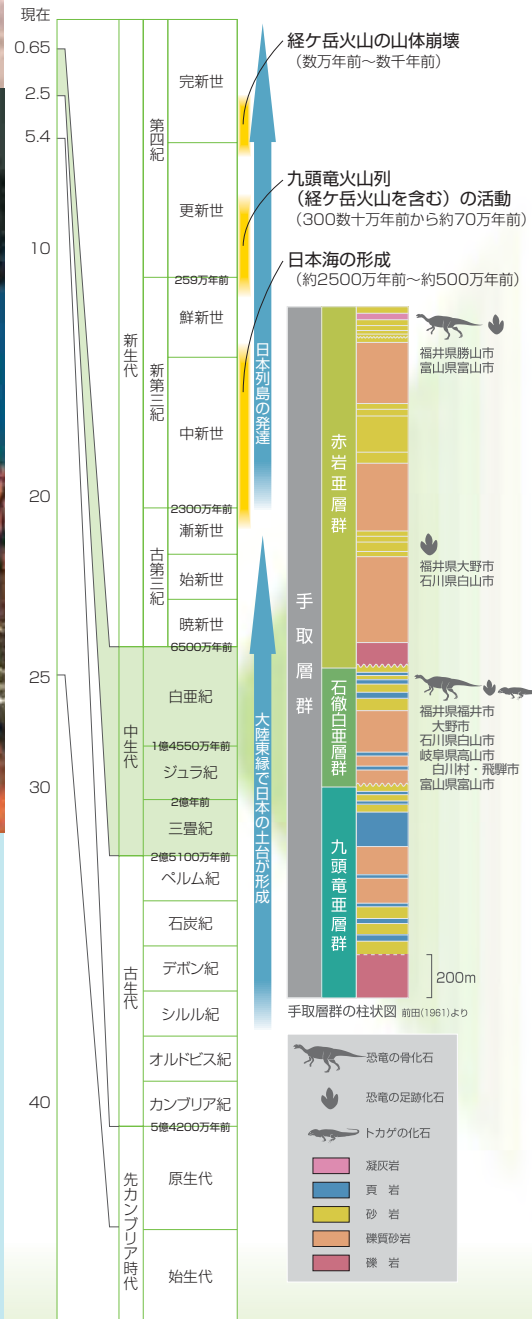 現在
0.65
2.5
5.4
10
20
25
30
40
新生代
中生代
古生代
先カンブリア時代
第四紀
新第三紀
古第三紀
完新世
更新世
259万年前
鮮新世
中新世
2300万年前
漸新世
始新世
暁新世
6500万年前
白亜紀
1億4550万年前
ジュラ紀
2億年前
三畳紀
2億5100万年前
ペルム紀
石炭紀
デボン紀
シルル紀
オルドビス紀
カンブリア紀
5億4200万年前
原生代
始生代
日本列島の発達
大陸東縁で日本の土台が形成
経ケ岳火山の山体崩壊
（数万年前〜数千年前）
九頭竜火山列
（経ケ岳火山を含む）の活動
（300数十万年前から約70万年前）
日本海の形成
（約2500万年前〜約500万年前）
手取層群
赤岩亜層群
石徹白亜層群
九頭竜亜層群
福井県勝山市
富山県富山市
福井県大野市
石川県白山市
福井県福井市
大野市
石川県白山市
岐阜県高山市
白川村・飛騨市
富山県富山市
200m
手取層群の柱状図 前田(1961)より
恐竜の骨化石
恐竜の足跡化石
トカゲの化石
凝灰岩
頁 岩
砂 岩
礫質砂岩
礫 岩